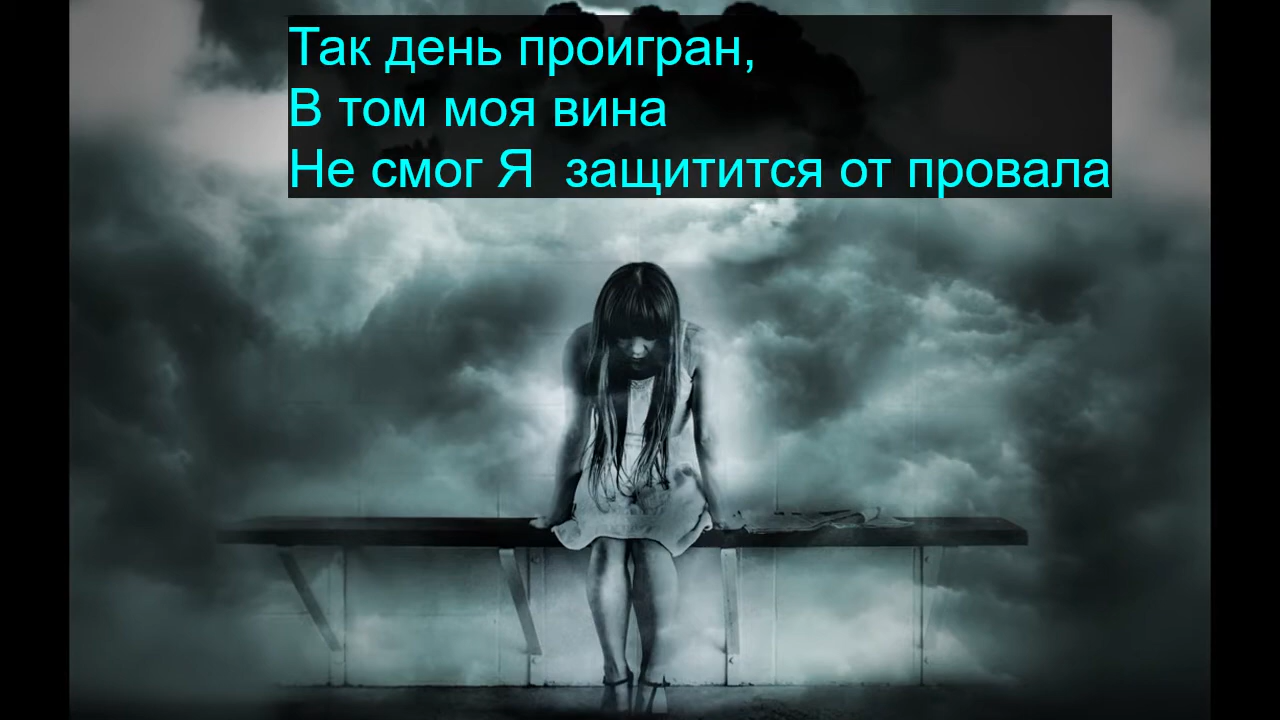 Так день проигран,
В том моя вина
Не смог Я  защитится от провала